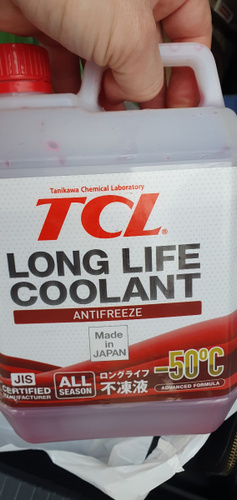 Tanikawa Chemical Laboratory
TCL®
LONG LIFE
COOLANT
ANTIFREEZE
Made in JAPAN
JIS
CERTIFIED
MANUFACTURER
ALL
SEASON
ロングライフ
不凍液
-50°C
ADVANCED FORMULA